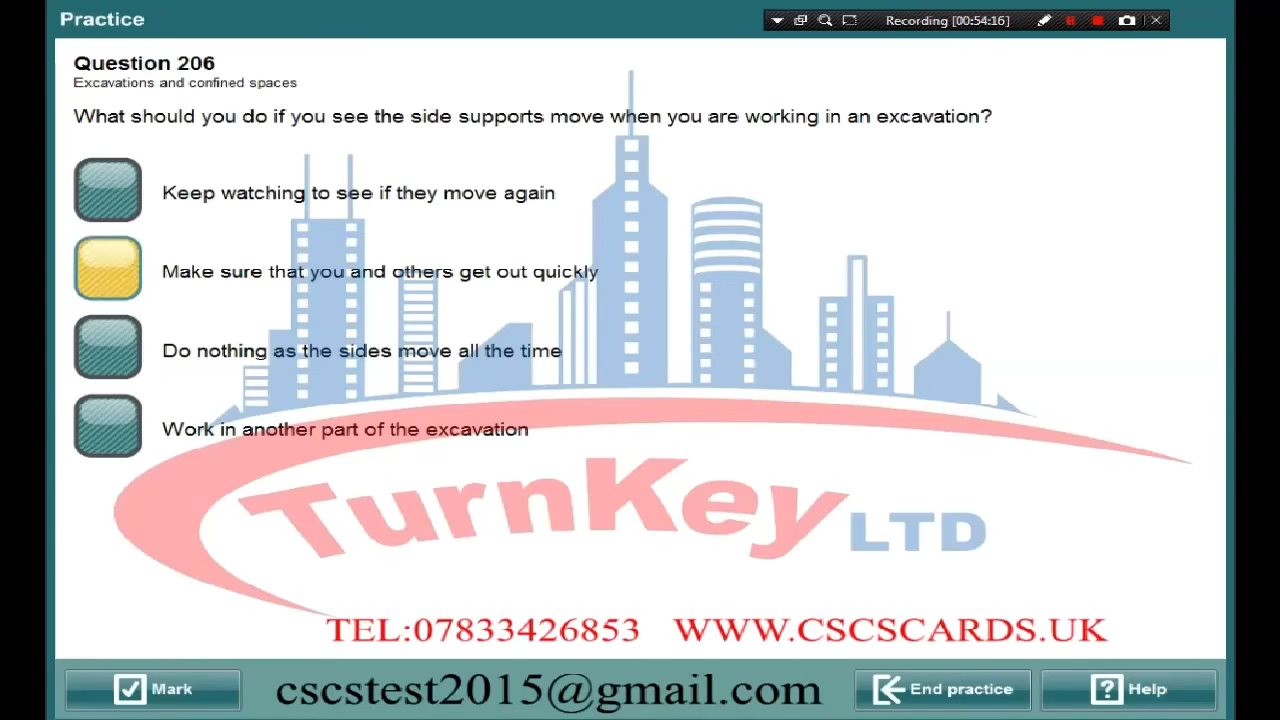 Practice
Recording [00:54:16]
Question 206
Excavations and confined spaces
What should you do if you see the side supports move when you are working in an excavation?
Keep watching to see if they move again
Make sure that you and others get out quickly
Do nothing as the sides move all the time
Work in another part of the excavation
TurnKey LTD
TEL:07833426853 WWW.CSCSCARDS.UK
Mark
cscstest2015@gmail.com
End practice
? Help